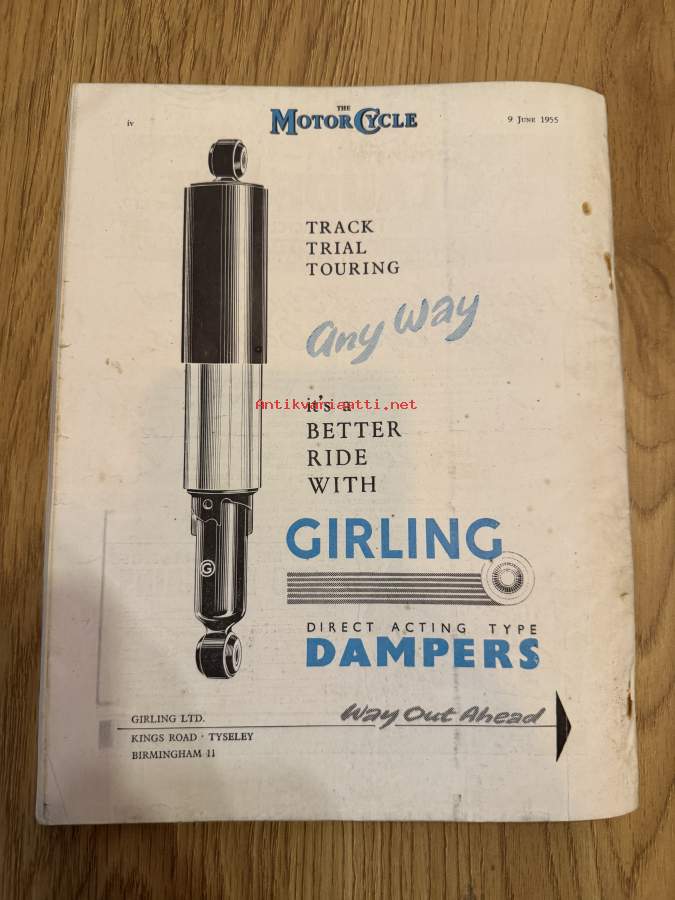 iv
THE
MOTOR CYCLE
9 JUNE 1955
TRACK
TRIAL
TOURING
any way
it's a
Antikvariaatti.net
BETTER
RIDE
WITH
GIRLING
DIRECT ACTING TYPE
DAMPERS
G
Way Out Ahead
GIRLING LTD.
KINGS ROAD · TYSELEY
BIRMINGHAM 11